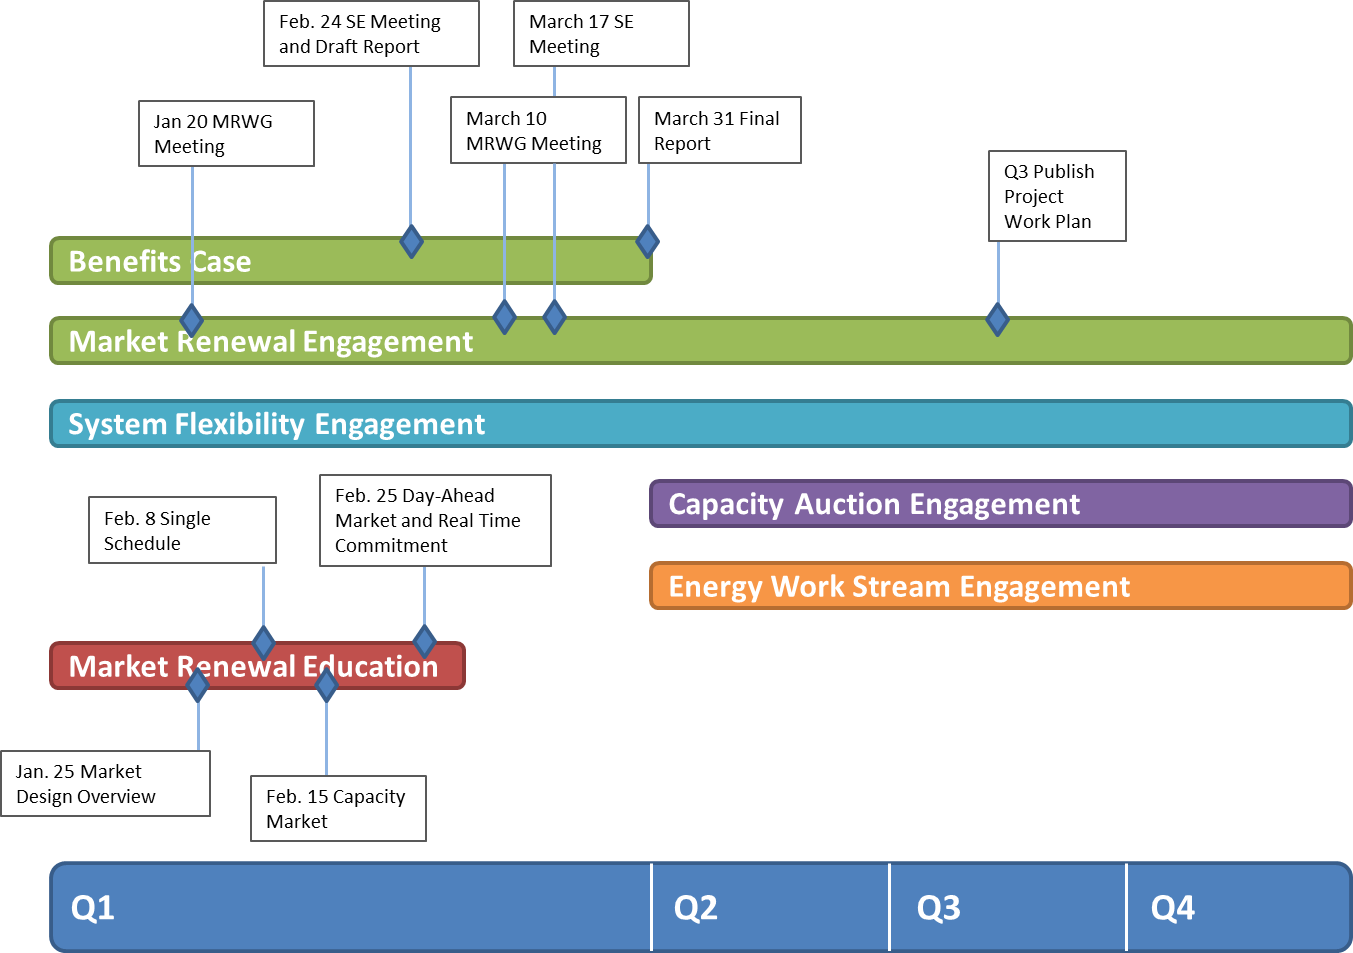 Feb. 24 SE Meeting
and Draft Report
March 17 SE
Meeting
Jan 20 MRWG
Meeting
March 10
MRWG Meeting
March 31 Final
Report
Q3 Publish
Project
Work Plan
Benefits Case
Market Renewal Engagement
System Flexibility Engagement
Capacity Auction Engagement
Energy Work Stream Engagement
Feb. 8 Single
Schedule
Feb. 25 Day-Ahead
Market and Real Time
Commitment
Market Renewal Education
Jan. 25 Market
Design Overview
Feb. 15 Capacity
Market
Q1
Q2
Q3
Q4